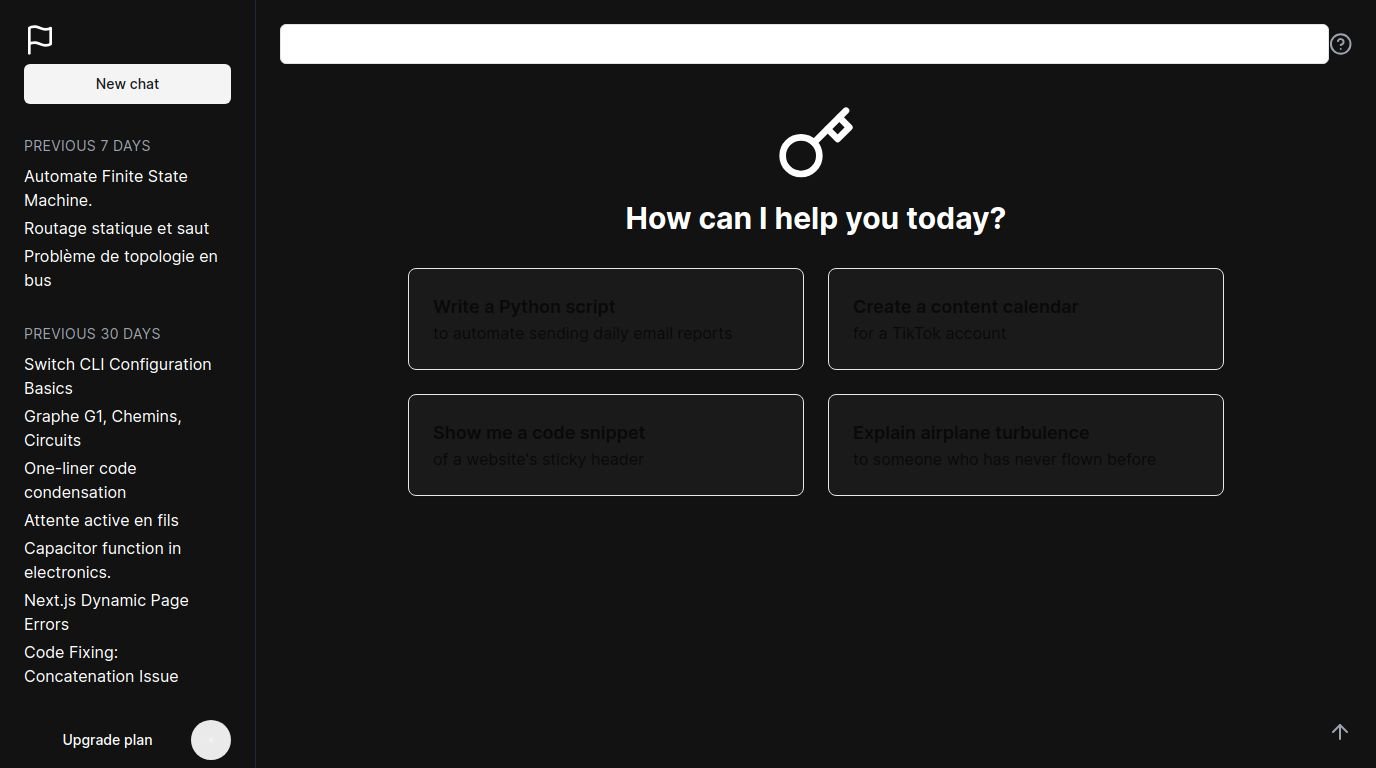 New chat
PREVIOUS 7 DAYS
Automate Finite State
Machine.
Routage statique et saut
Problème de topologie en
bus
PREVIOUS 30 DAYS
Switch CLI Configuration
Basics
Graphe G1, Chemins,
Circuits
One-liner code
condensation
Attente active en fils
Capacitor function in
electronics.
Next.js Dynamic Page
Errors
Code Fixing:
Concatenation Issue
Upgrade plan
How can I help you today?
Write a Python script
to automate sending daily email reports
Create a content calendar
for a TikTok account
Show me a code snippet
of a website's sticky header
Explain airplane turbulence
to someone who has never flown before